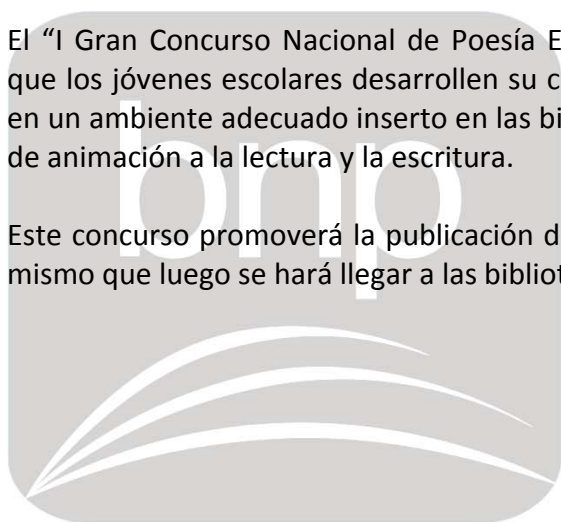 El “I Gran Concurso Nacional de Poesía E
que los jóvenes escolares desarrollen su c
en un ambiente adecuado inserto en las bi
de animación a la lectura y la escritura.
bnp
Este concurso promoverá la publicación d
mismo que luego se hará llegar a las bibliot